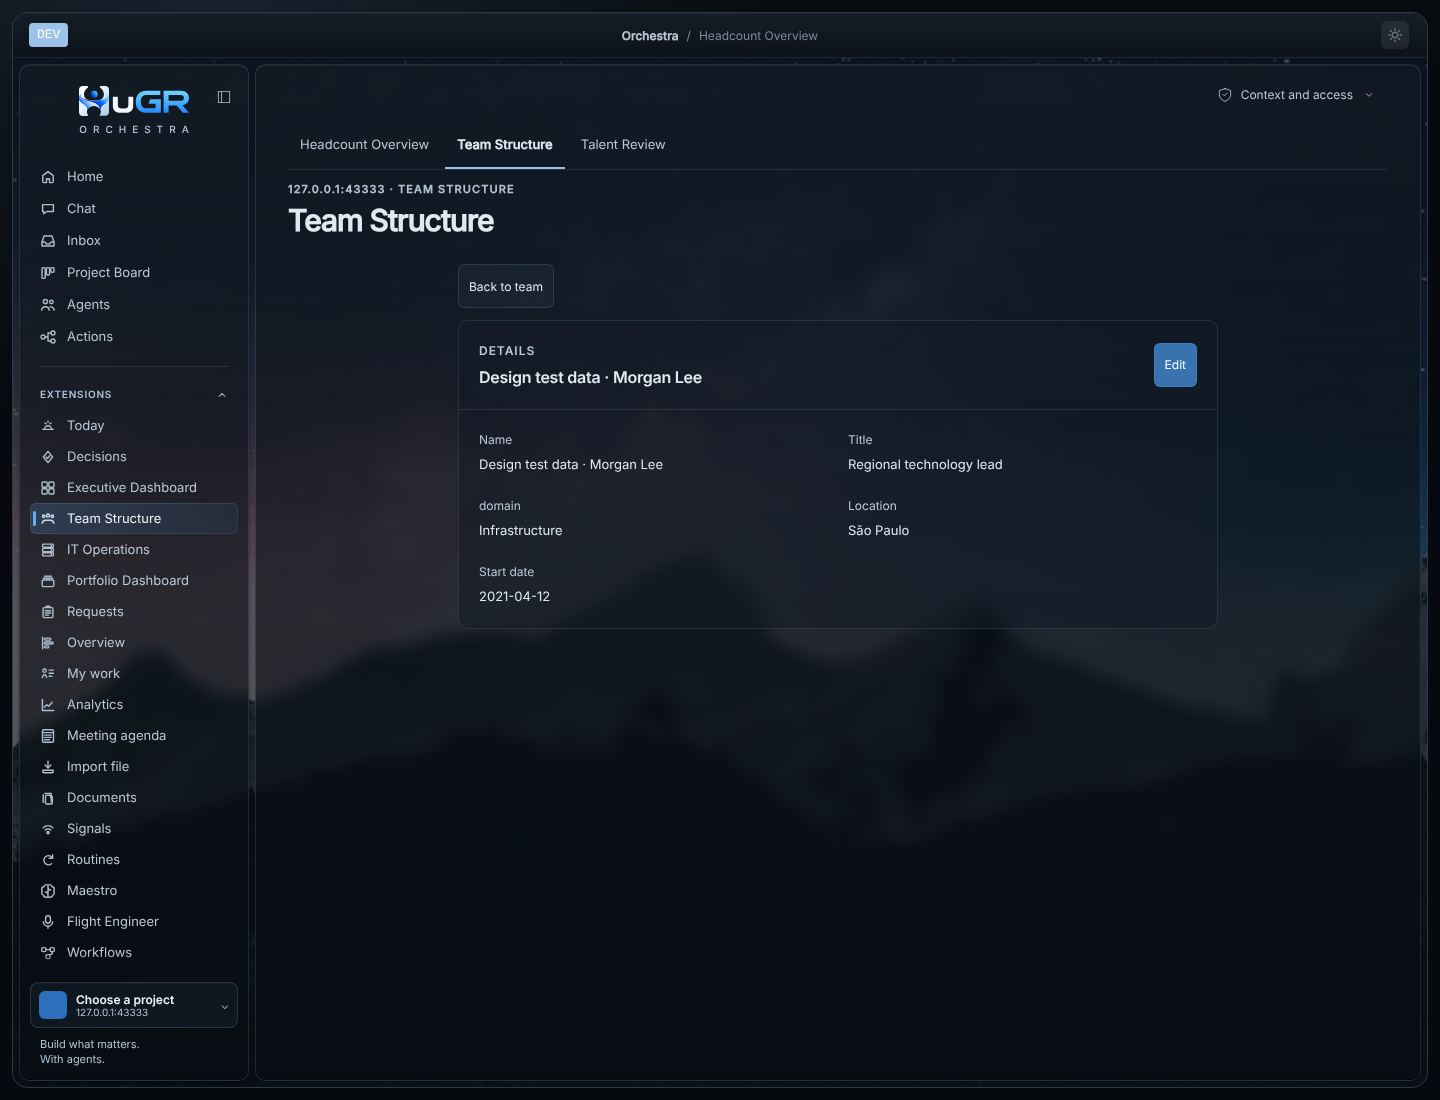 DEV
Orchestra / Headcount Overview
HuGR
ORCHESTRA
Context and access
Home
Chat
Inbox
Project Board
Agents
Actions
EXTENSIONS
Today
Decisions
Executive Dashboard
Team Structure
IT Operations
Portfolio Dashboard
Requests
Overview
My work
Analytics
Meeting agenda
Import file
Documents
Signals
Routines
Maestro
Flight Engineer
Workflows
Choose a project
127.0.0.1:43333
Build what matters.
With agents.
Headcount Overview Team Structure Talent Review
127.0.0.1:43333 · TEAM STRUCTURE
Team Structure
Back to team
DETAILS
Design test data · Morgan Lee
Edit
Name
Design test data · Morgan Lee
Title
Regional technology lead
domain
Infrastructure
Location
São Paulo
Start date
2021-04-12